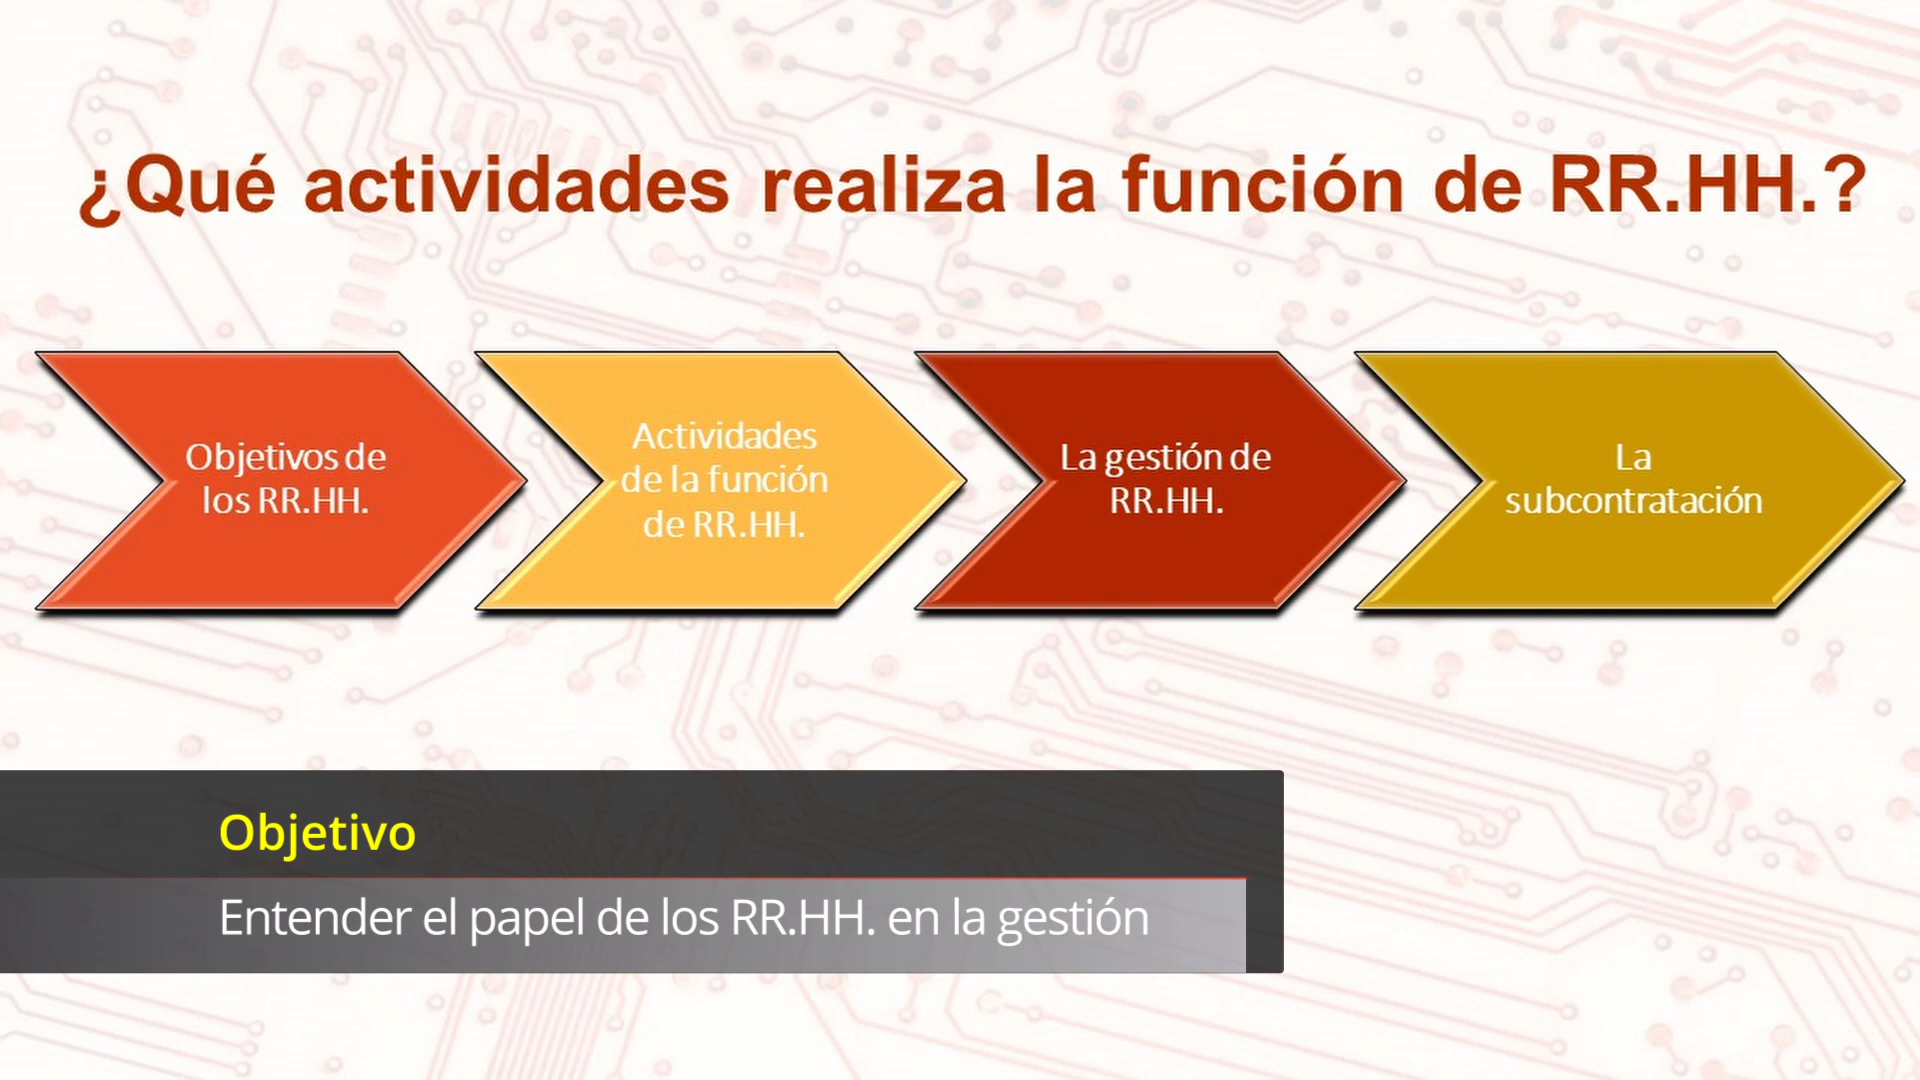 ¿Qué actividades realiza la función de RR.HH.?
Objetivos de
los RR.HH.
Actividades
de la función
de RR.HH.
La gestión de
RR.HH.
La
subcontratación
Objetivo
Entender el papel de los RR.HH. en la gestión